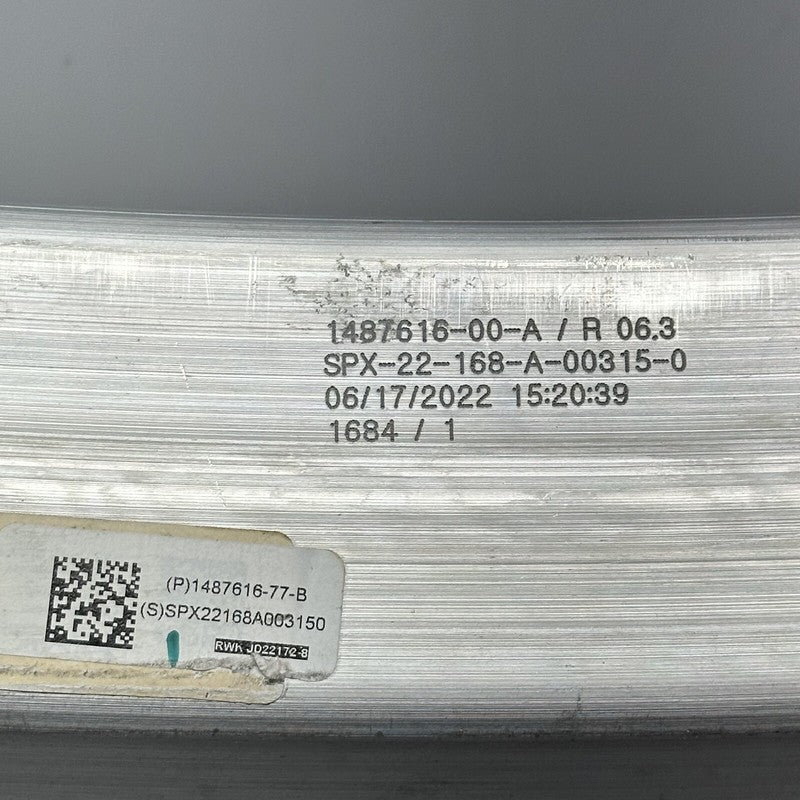 1487616-00-A / R 06.3
SPX-22-168-A-00315-0
06/17/2022 15:20:39
1684 / 1
(P)1487616-77-B
(S)SPX22168A003150
RWK JO22172-8